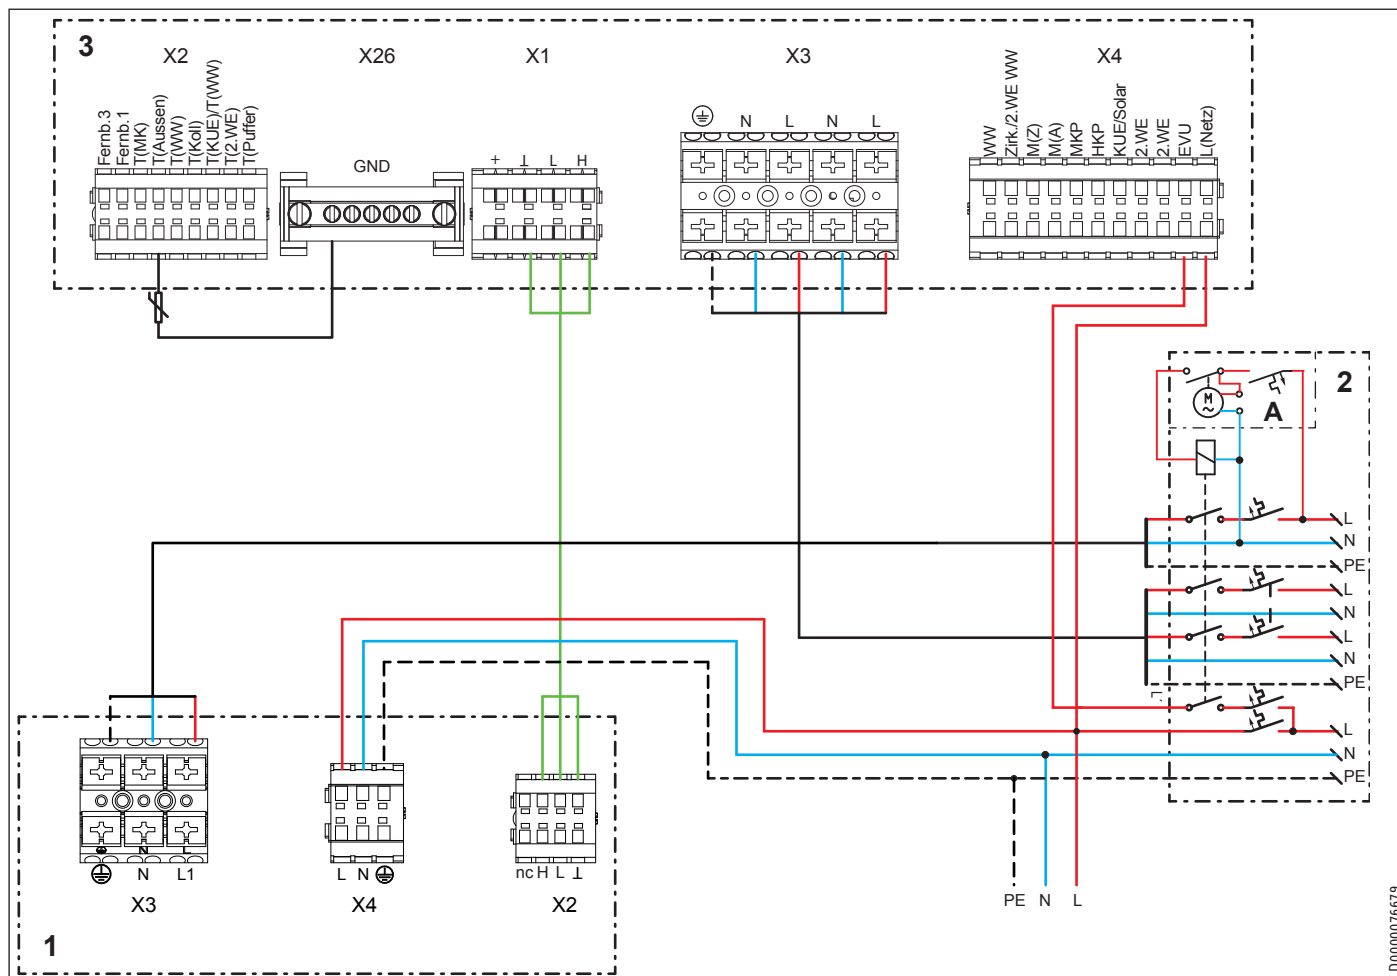 3
X2
X26
X1
X3
X4
Fernb.3
Fernb.1
T(MK)
T(Aussen)
T(WW)
T(Koll)
T(KUE)/T(WW)
T(2.WE)
T(Puffer)
GND
+ ⊥ L H
N L N L
WW
Zirk./2.WE WW
M(Z)
M(A)
MKP
HKP
KUE/Solar
2.WE
2.WE
EVU
L(Netz)
2
M
~
A
L
N
PE
L
N
L
N
PE
L
N
PE
L'
N L
N L1
X3
L N
X4
nc H L ⊥
X2
1
PE N L
D0000076679